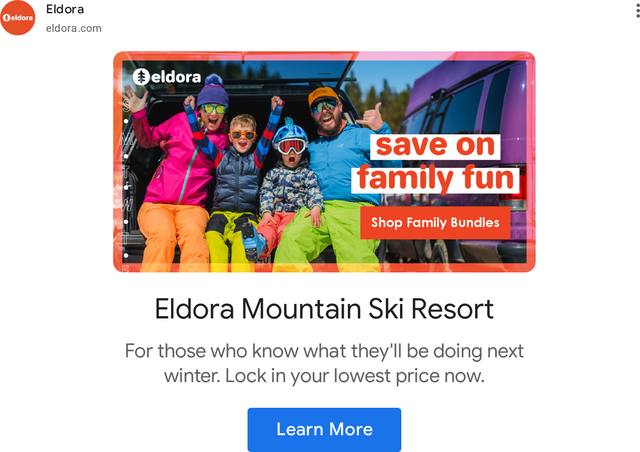 Eldora
eldora
eldora.com
eldora
save on
family fun
Shop Family Bundles
Eldora Mountain Ski Resort
For those who know what they'll be doing next
winter. Lock in your lowest price now.
Learn More